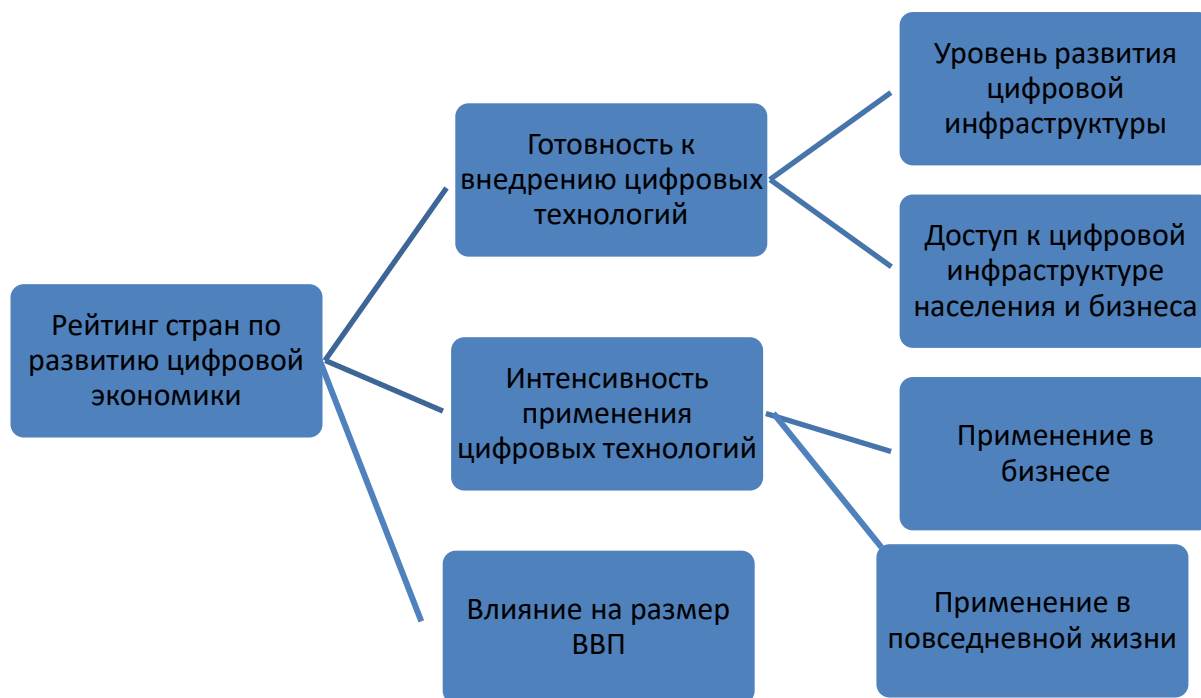 Рейтинг стран по
развитию цифровой
экономики
Готовность к
внедрению цифровых
технологий
Уровень развития
цифровой
инфраструктуры
Доступ к цифровой
инфраструктуре
населения и бизнеса
Интенсивность
применения
цифровых технологий
Применение в
бизнесе
Применение в
повседневной жизни
Влияние на размер
ВВП